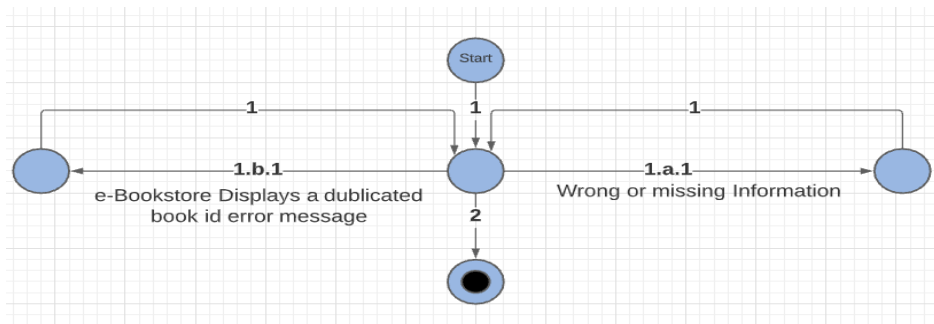 Start
1
1
1
1.b.1
1.a.1
e-Bookstore Displays a dublicated
book id error message
Wrong or missing Information
2